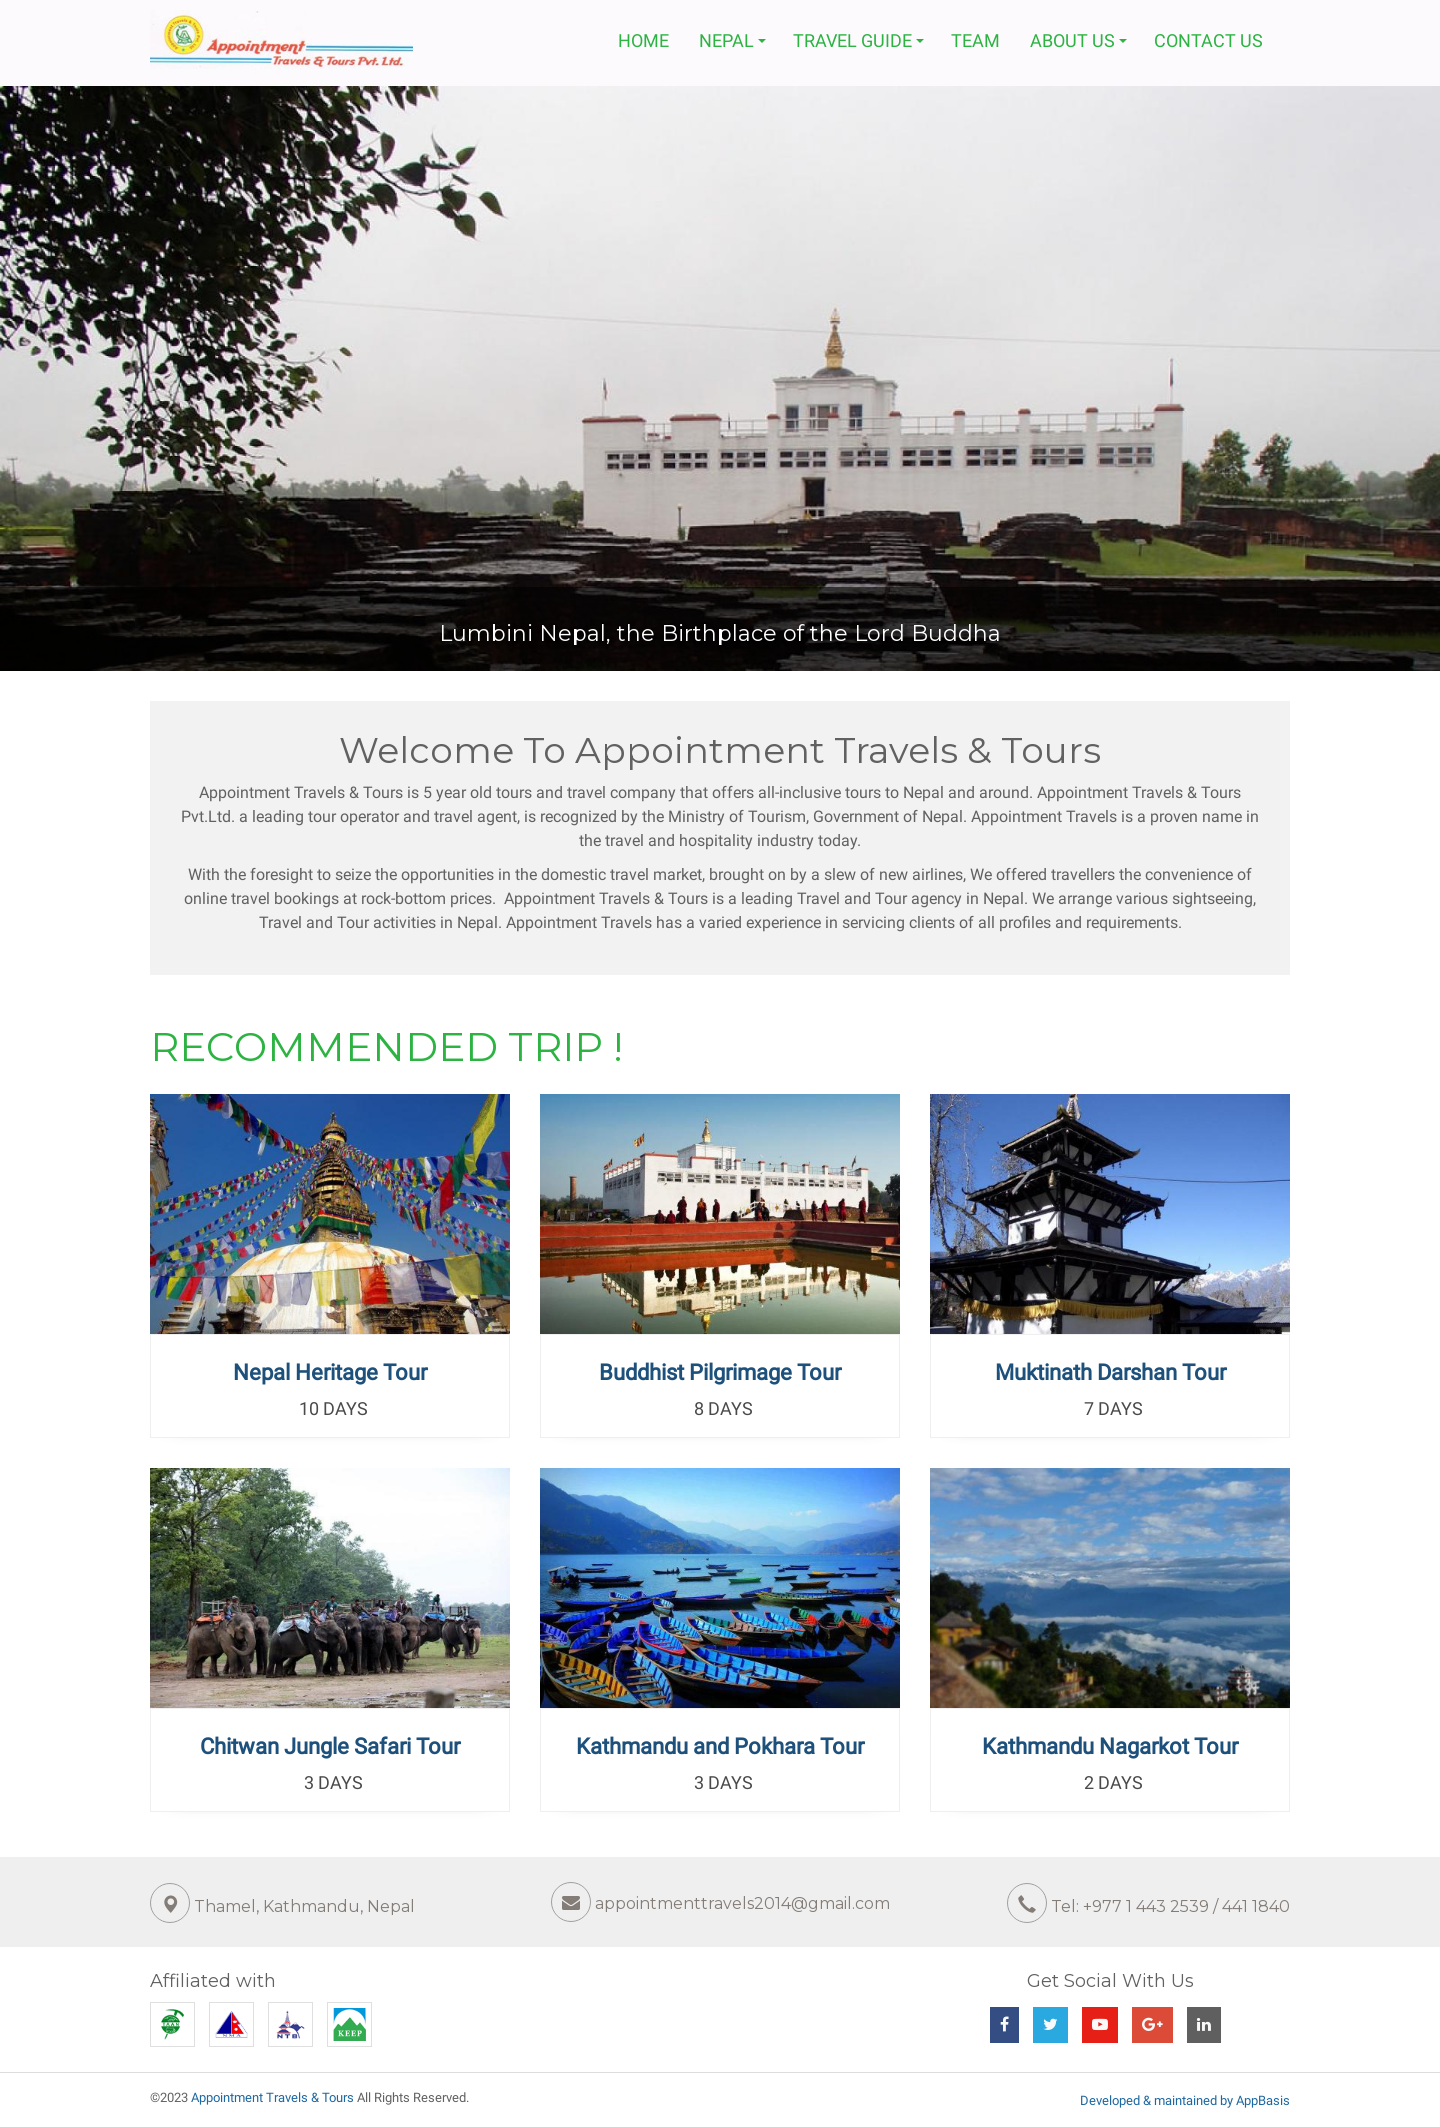 Appointment
Travels & Tours Pvt. Ltd.
HOME
NEPAL
TRAVEL GUIDE
TEAM
ABOUT US
CONTACT US
Lumbini Nepal, the Birthplace of the Lord Buddha
Welcome To Appointment Travels & Tours
Appointment Travels & Tours is 5 year old tours and travel company that offers all-inclusive tours to Nepal and around. Appointment Travels & Tours
Pvt.Ltd. a leading tour operator and travel agent, is recognized by the Ministry of Tourism, Government of Nepal. Appointment Travels is a proven name in
the travel and hospitality industry today.
With the foresight to seize the opportunities in the domestic travel market, brought on by a slew of new airlines, We offered travellers the convenience of
online travel bookings at rock-bottom prices.  Appointment Travels & Tours is a leading Travel and Tour agency in Nepal. We arrange various sightseeing,
Travel and Tour activities in Nepal. Appointment Travels has a varied experience in servicing clients of all profiles and requirements.
RECOMMENDED TRIP !
Nepal Heritage Tour
10 DAYS
Buddhist Pilgrimage Tour
8 DAYS
Muktinath Darshan Tour
7 DAYS
Chitwan Jungle Safari Tour
3 DAYS
Kathmandu and Pokhara Tour
3 DAYS
Kathmandu Nagarkot Tour
2 DAYS
Thamel, Kathmandu, Nepal
appointmenttravels2014@gmail.com
Tel: +977 1 443 2539 / 441 1840
Affiliated with
TAAN
NTB
KEEP
Get Social With Us
©2023 Appointment Travels & Tours All Rights Reserved.
Developed & maintained by AppBasis